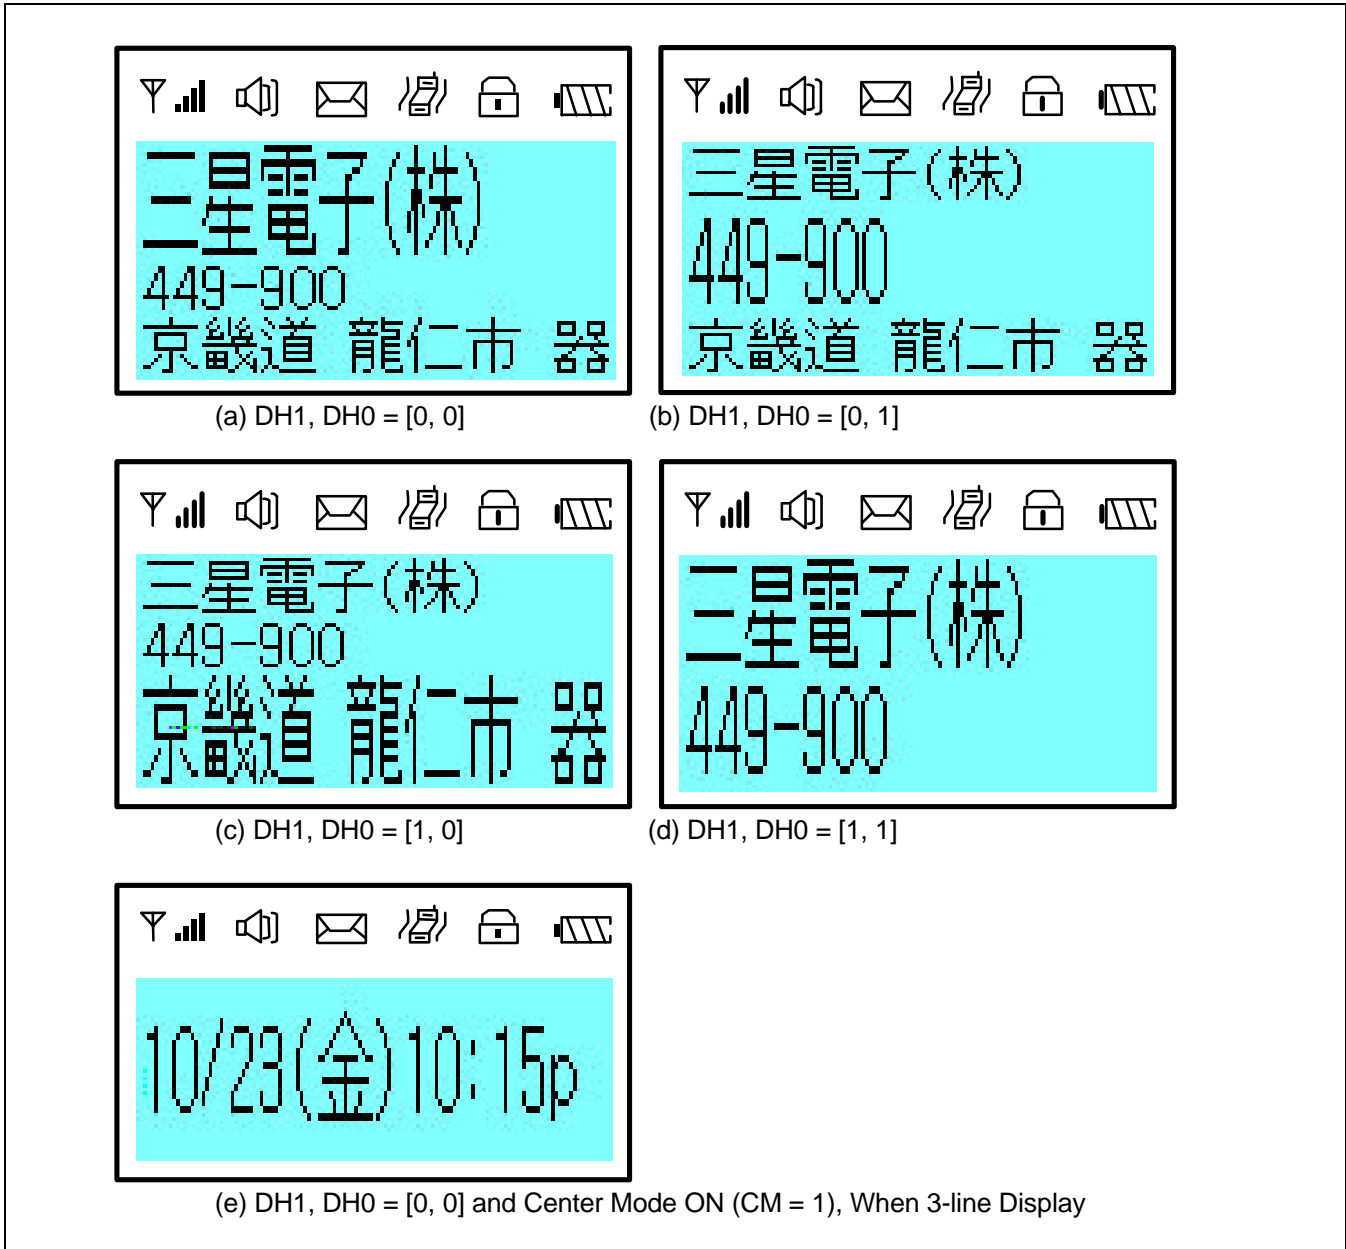 三星電子(株)
449-900
京畿道 龍仁市 器
(a) DH1, DH0 = [0, 0]
三星電子(株)
449-900
京畿道 龍仁市 器
(b) DH1, DH0 = [0, 1]
三星電子(株)
449-900
京畿道 龍仁市 器
(c) DH1, DH0 = [1, 0]
三星電子(株)
449-900
(d) DH1, DH0 = [1, 1]
10/23(金)10:15p
(e) DH1, DH0 = [0, 0] and Center Mode ON (CM = 1), When 3-line Display